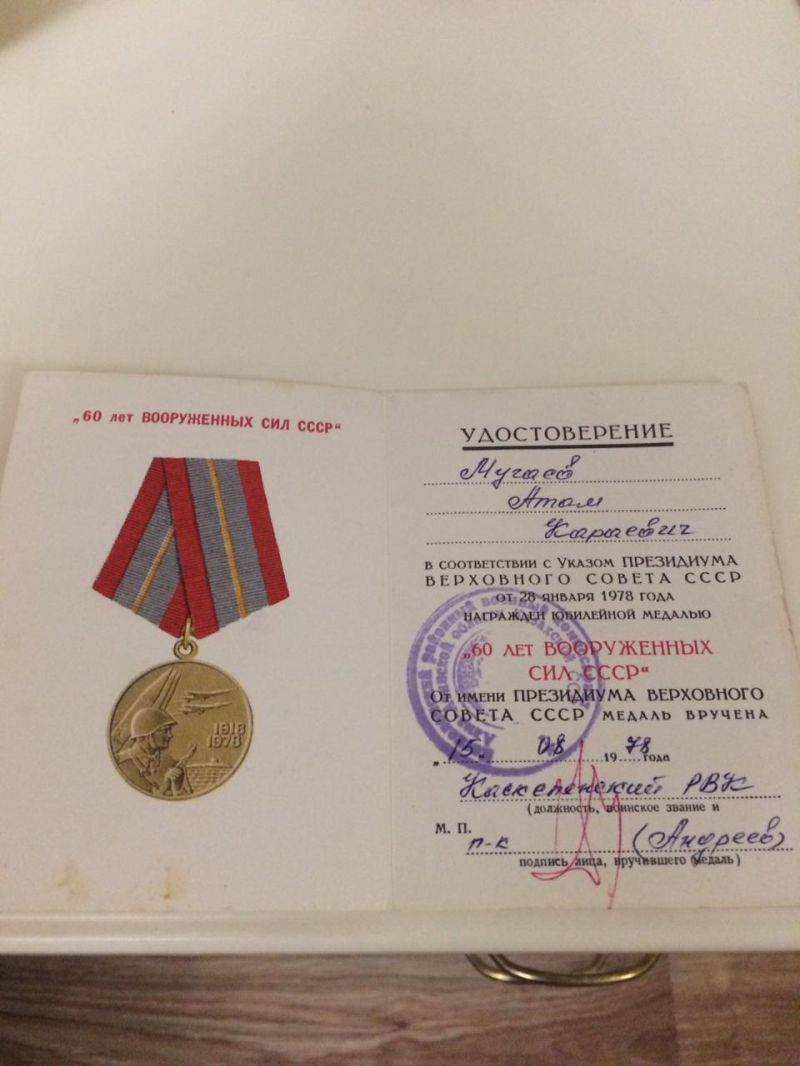 „60 лет ВООРУЖЕННЫХ СИЛ СССР“
1918
1978
УДОСТОВЕРЕНИЕ
Мугаев
Атам
Караевич
В СООТВЕТСТВИИ С УКАЗОМ ПРЕЗИДИУМА
ВЕРХОВНОГО СОВЕТА СССР
ОТ 28 ЯНВАРЯ 1978 ГОДА
НАГРАЖДЕН ЮБИЛЕЙНОЙ МЕДАЛЬЮ
„60 ЛЕТ ВООРУЖЕННЫХ
СИЛ СССР“
ОТ ИМЕНИ ПРЕЗИДИУМА ВЕРХОВНОГО
СОВЕТА СССР МЕДАЛЬ ВРУЧЕНА
„15“ 08 1978 года
Каскеленский РВК
(должность, воинское звание и
М. П.
п-к (Андреев)
подпись лица, вручившего медаль)